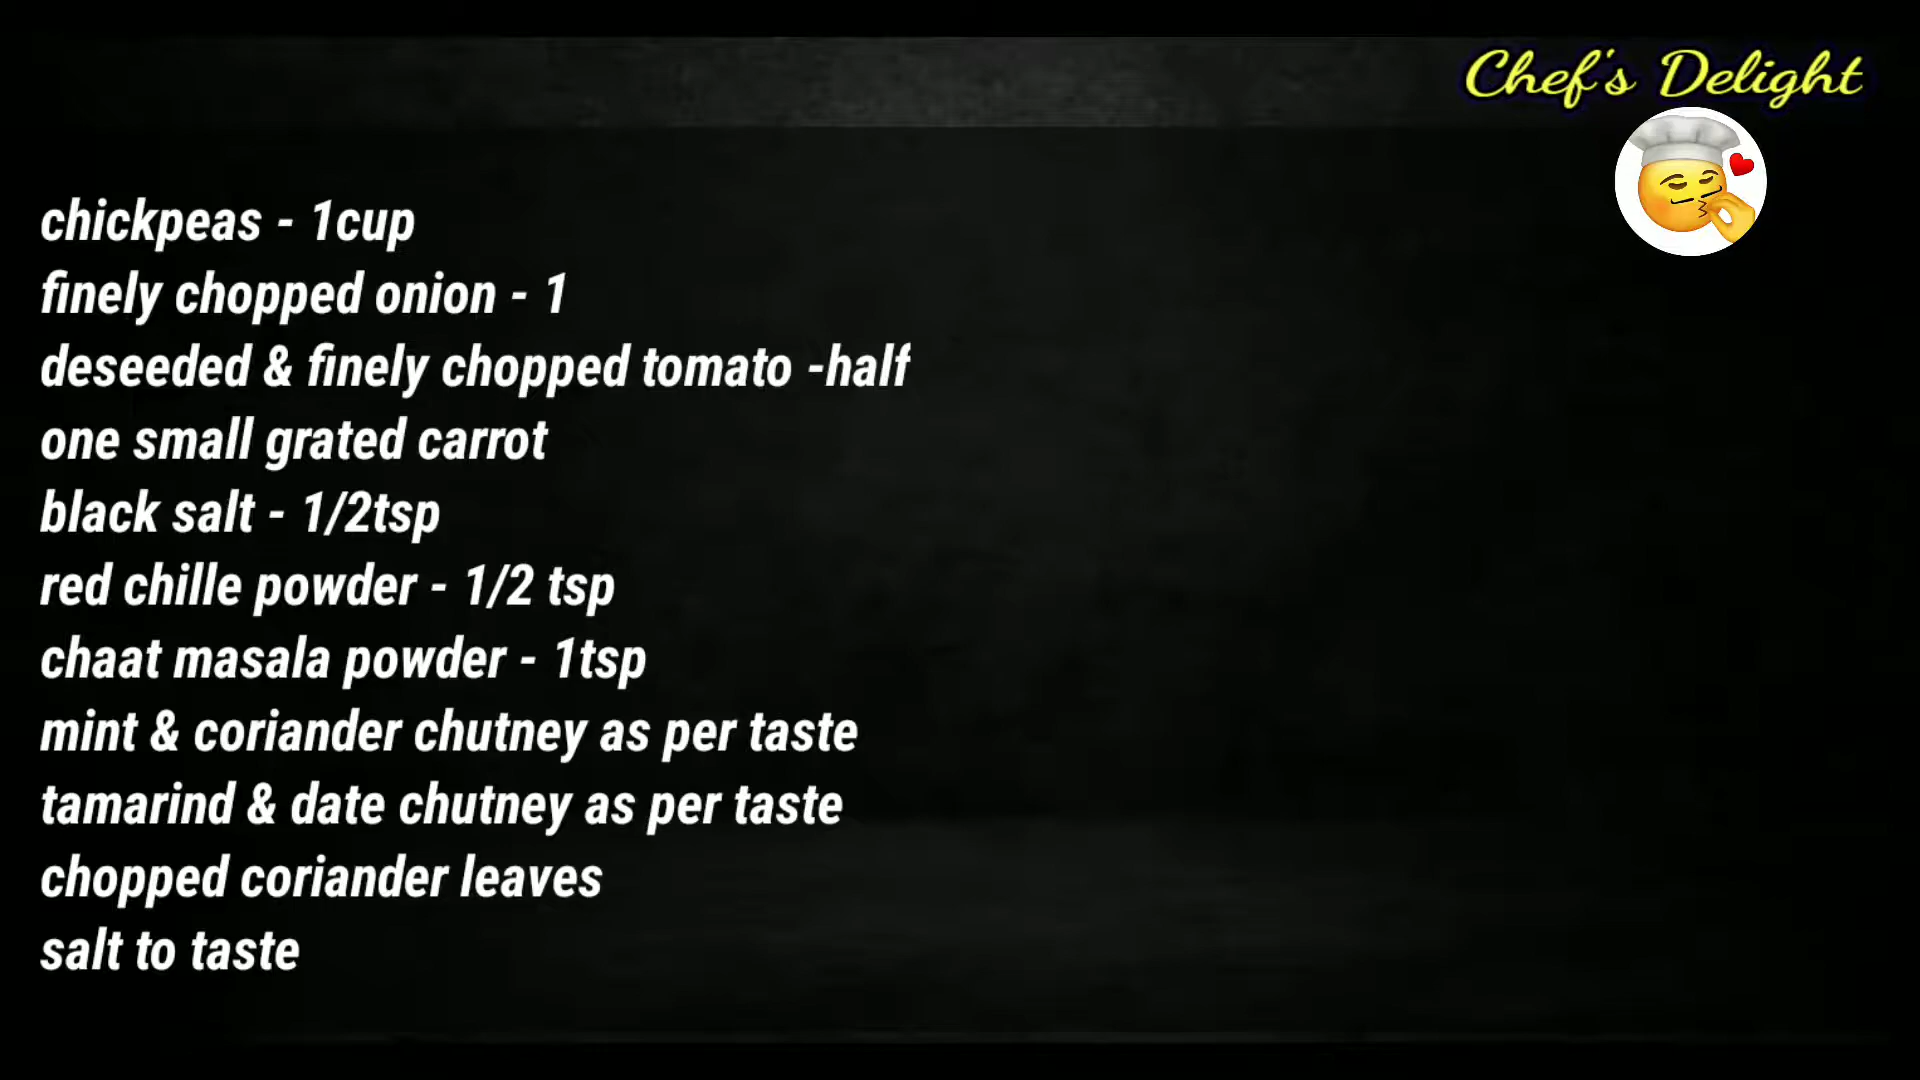 Chef's Delight
chickpeas - 1cup
finely chopped onion - 1
deseeded & finely chopped tomato -half
one small grated carrot
black salt - 1/2tsp
red chille powder - 1/2 tsp
chaat masala powder - 1tsp
mint & coriander chutney as per taste
tamarind & date chutney as per taste
chopped coriander leaves
salt to taste